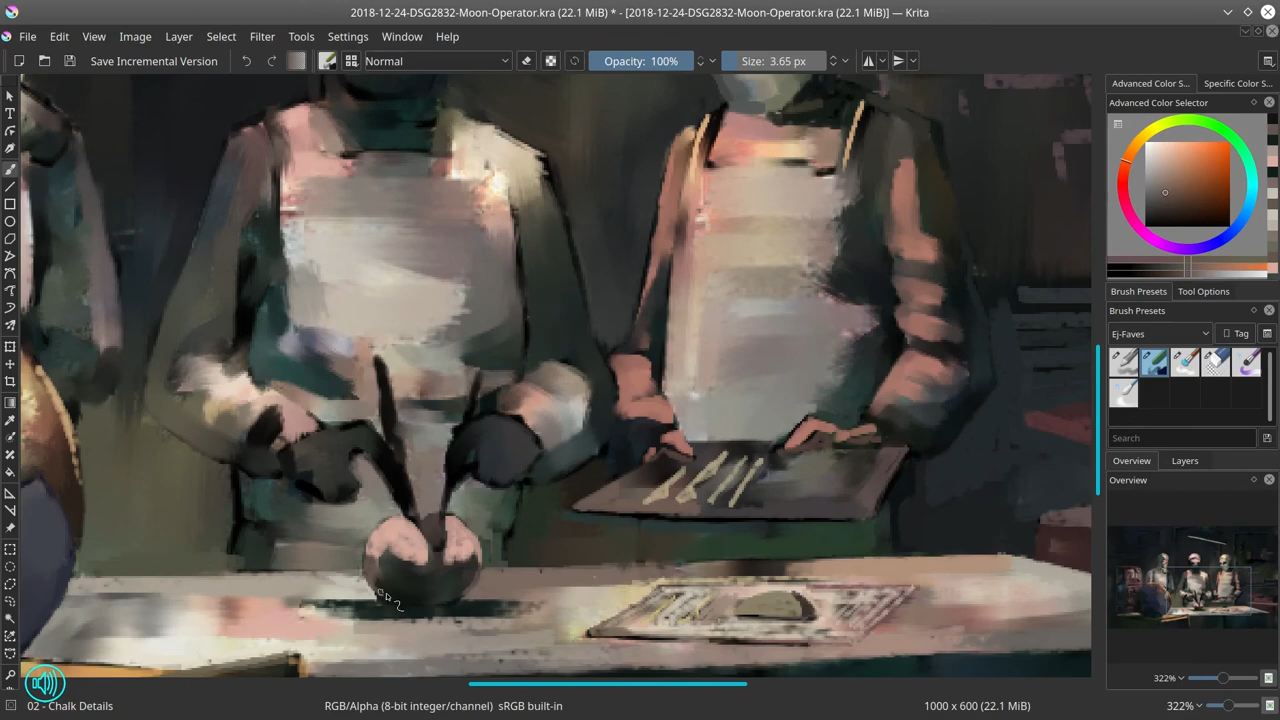 2018-12-24-DSG2832-Moon-Operator.kra (22.1 MiB) * - [2018-12-24-DSG2832-Moon-Operator.kra (22.1 MiB)] — Krita
File Edit View Image Layer Select Filter Tools Settings Window Help
Save Incremental Version Normal Opacity: 100% Size: 3.65 px
Advanced Color S... Specific Color S...
Advanced Color Selector
Brush Presets Tool Options
Brush Presets
Ej-Faves Tag
Search
Overview Layers
Overview
322%
02 - Chalk Details RGB/Alpha (8-bit integer/channel) sRGB built-in 1000 x 600 (22.1 MiB) 322%